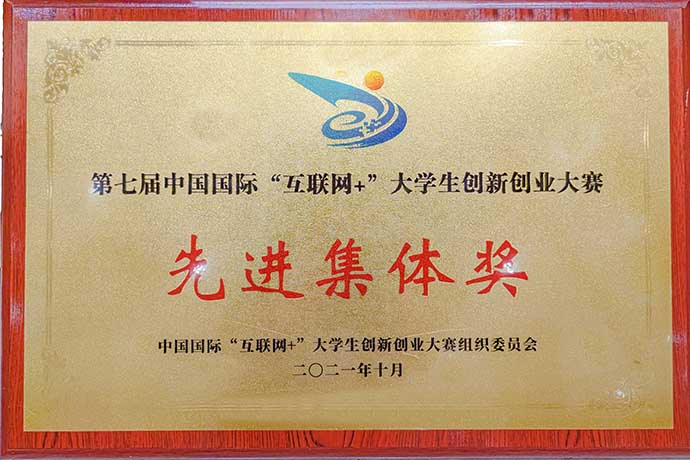 第七届中国国际“互联网+”大学生创新创业大赛
先进集体奖
中国国际“互联网+”大学生创新创业大赛组织委员会
二〇二一年十月